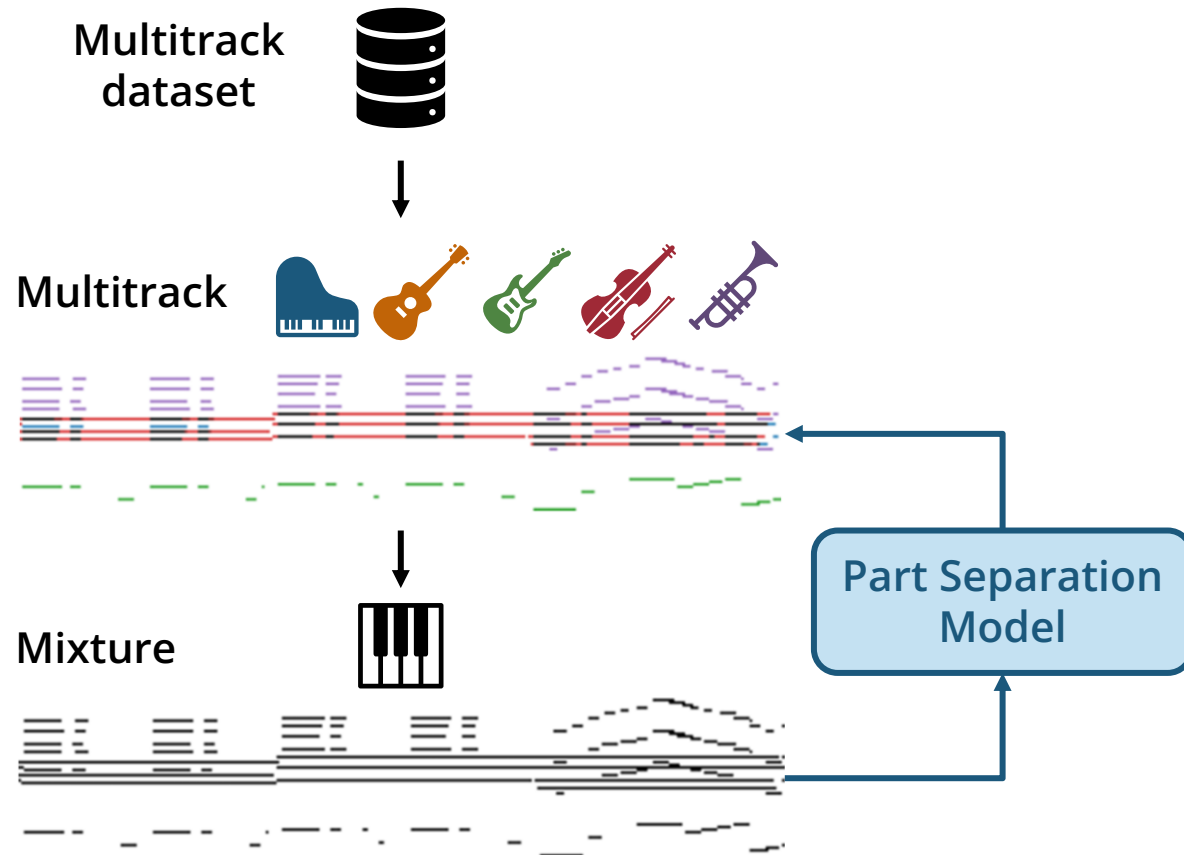 Multitrack
dataset
Multitrack
Part Separation
Model
Mixture